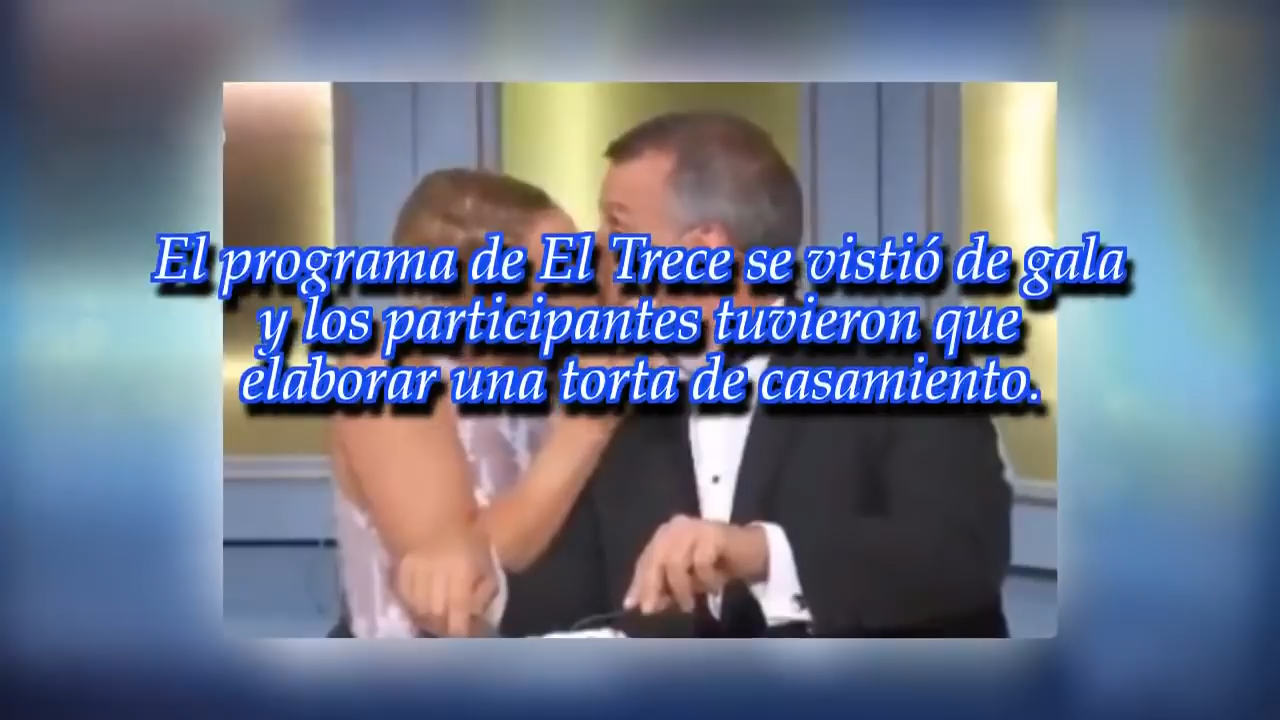 El programa de El Trece se vistió de gala
y los participantes tuvieron que
elaborar una torta de casamiento.